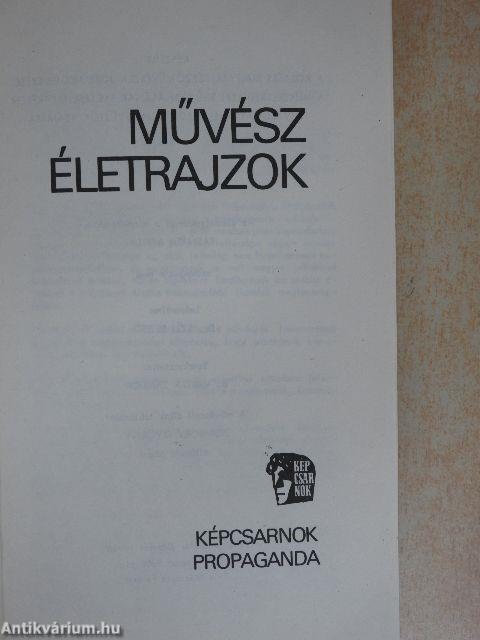 MŰVÉSZ
ÉLETRAJZOK
KÉP
CSAR
NOK
KÉPCSARNOK
PROPAGANDA
Antikvárium.hu